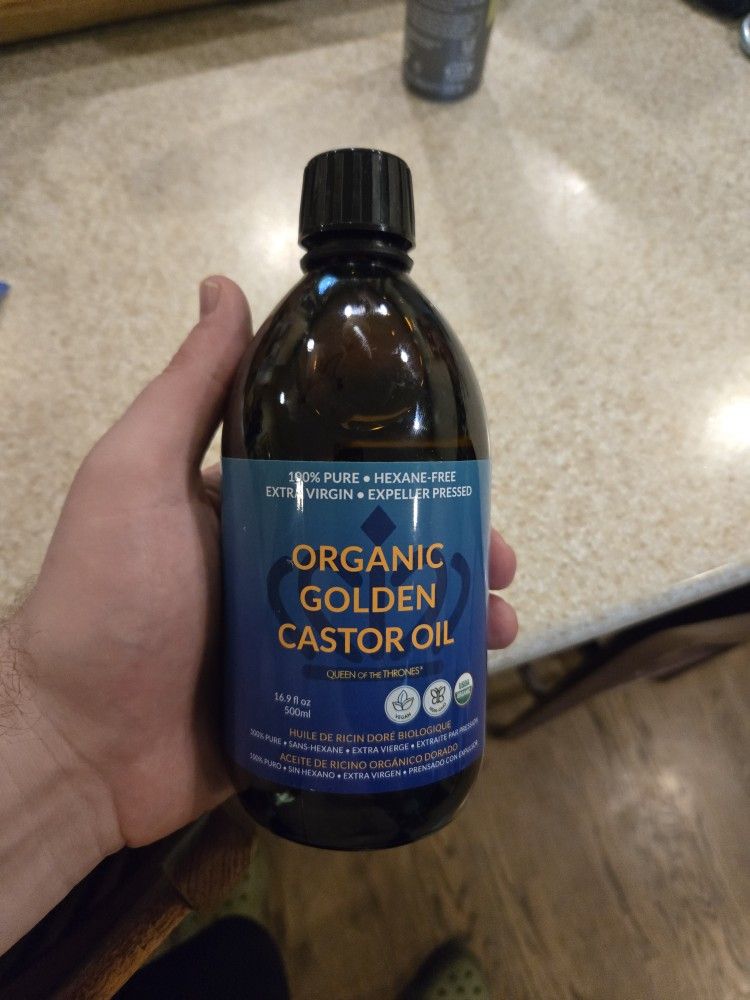 100% PURE • HEXANE-FREE
EXTRA VIRGIN • EXPELLER PRESSED
ORGANIC
GOLDEN
CASTOR OIL
QUEEN OF THE THRONES®
16.9 fl oz
500ml
VEGAN
USDA
ORGANIC
HUILE DE RICIN DORÉ BIOLOGIQUE
100% PURE • SANS-HEXANE • EXTRA VIERGE • EXTRAITE PAR PRESSION
ACEITE DE RICINO ORGÁNICO DORADO
100% PURO • SIN HEXANO • EXTRA VIRGEN • PRENSADO CON EXPULSOR